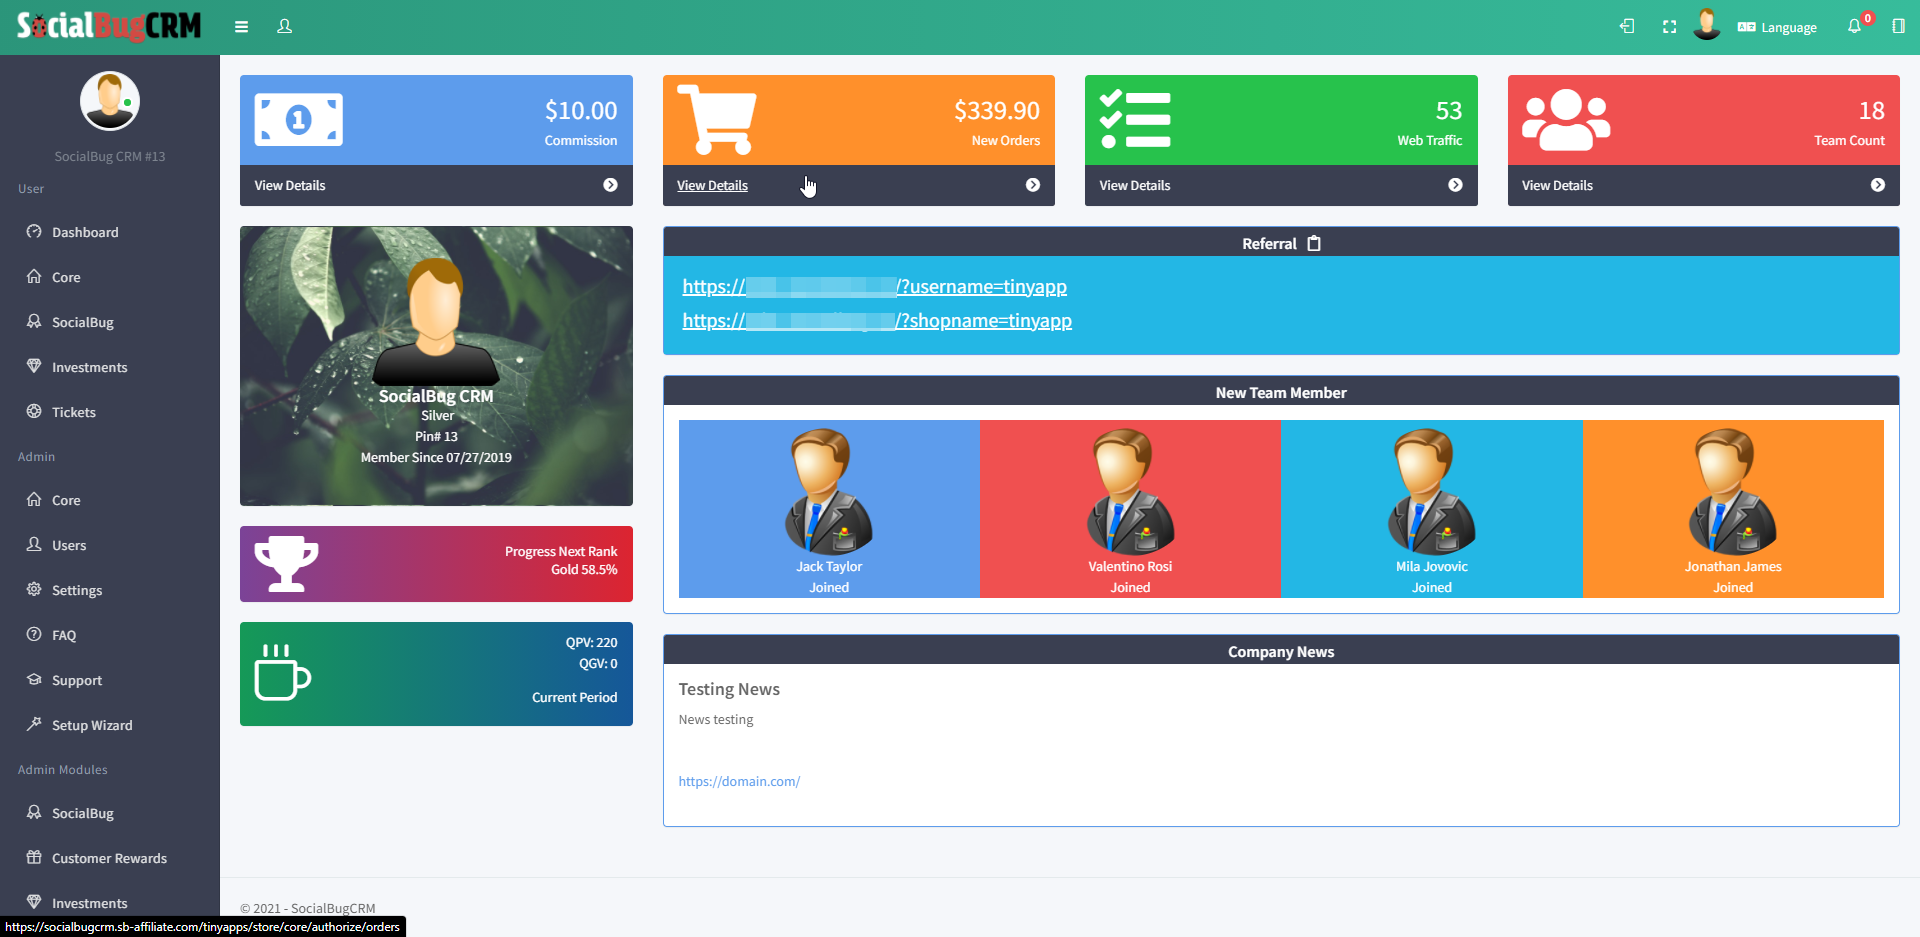 SocialBugCRM
Language
0
SocialBug CRM #13
User
Dashboard
Core
SocialBug
Investments
Tickets
Admin
Core
Users
Settings
FAQ
Support
Setup Wizard
Admin Modules
SocialBug
Customer Rewards
Investments
1
$10.00
Commission
View Details
$339.90
New Orders
View Details
53
Web Traffic
View Details
18
Team Count
View Details
SocialBug CRM
Silver
Pin# 13
Member Since 07/27/2019
Progress Next Rank
Gold 58.5%
QPV: 220
QGV: 0
Current Period
Referral
https:// /?username=tinyapp
https:// /?shopname=tinyapp
New Team Member
Jack Taylor
Joined
Valentino Rosi
Joined
Mila Jovovic
Joined
Jonathan James
Joined
Company News
Testing News
News testing
https://domain.com/
© 2021 - SocialBugCRM
https://socialbugcrm.sb-affiliate.com/tinyapps/store/core/authorize/orders